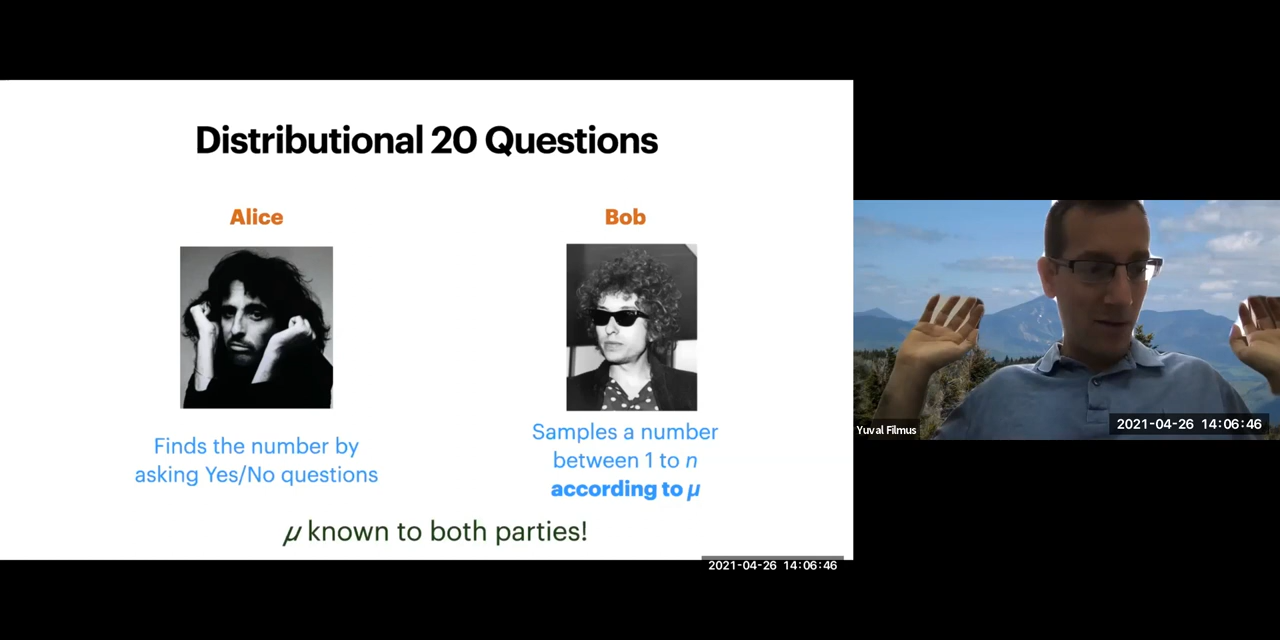 Distributional 20 Questions
Alice
Bob
Finds the number by
asking Yes/No questions
Samples a number
between 1 to n
according to μ
μ known to both parties!
2021-04-26 14:06:46
Yuval Filmus
2021-04-26 14:06:46